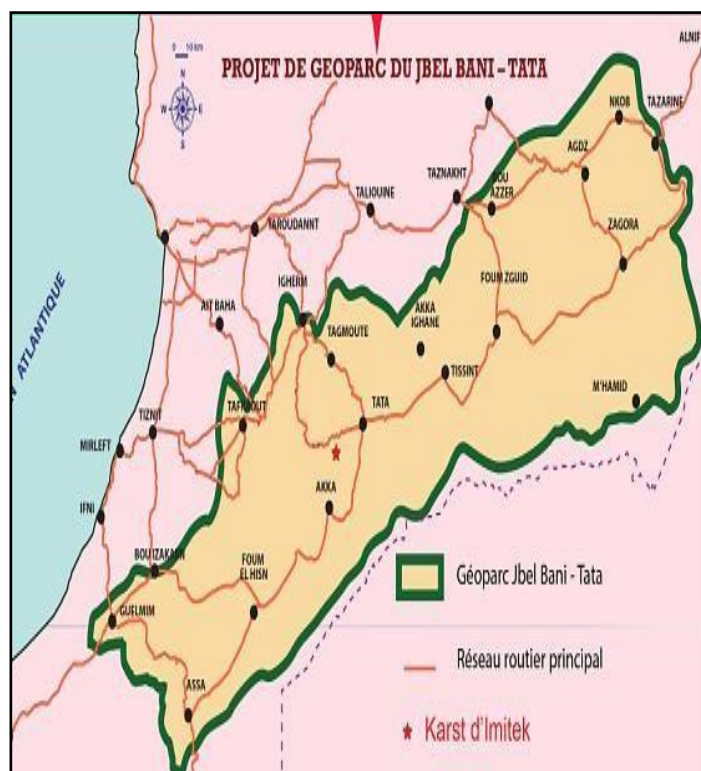 ALNIF
0 10 km
PROJET DE GEOPARC DU JBEL BANI – TATA
N
W E
S
NKOB
TAZARINE
AGDZ
TAZNAKHT
BOU
AZZER
TALIOUINE
TAROUDANNT
ZAGORA
IGHERM
FOUM ZGUID
AKKA
IGHANE
AIT BAHA
TAGMOUTE
N ATLANTIQUE
TISSINT
M'HAMID
TAFRAOUT
TATA
TIZNIT
MIRLEFT
AKKA
IFNI
BOUIZAKARN
FOUM
EL HISN
Géoparc Jbel Bani - Tata
GUELMIM
Réseau routier principal
ASSA
Karst d'Imitek